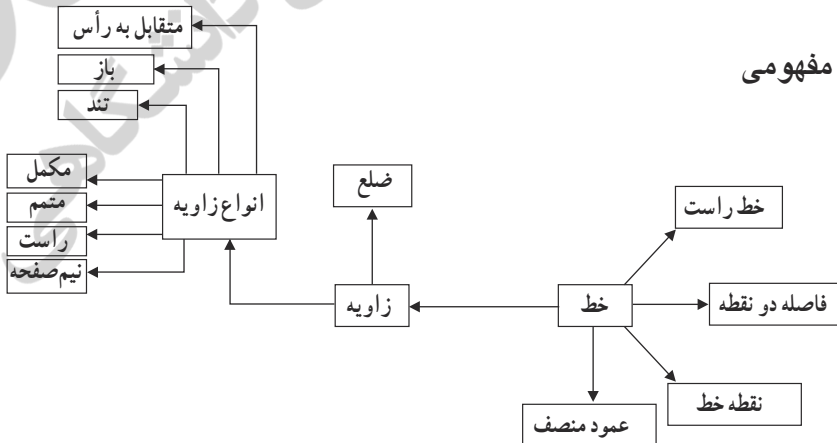 مفهومی
متقابل به رأس
باز
تند
مکمل
متمم
راست
نیم‌صفحه
انواع زاویه
ضلع
زاویه
خط
خط راست
فاصله دو نقطه
نقطه خط
عمود منصف